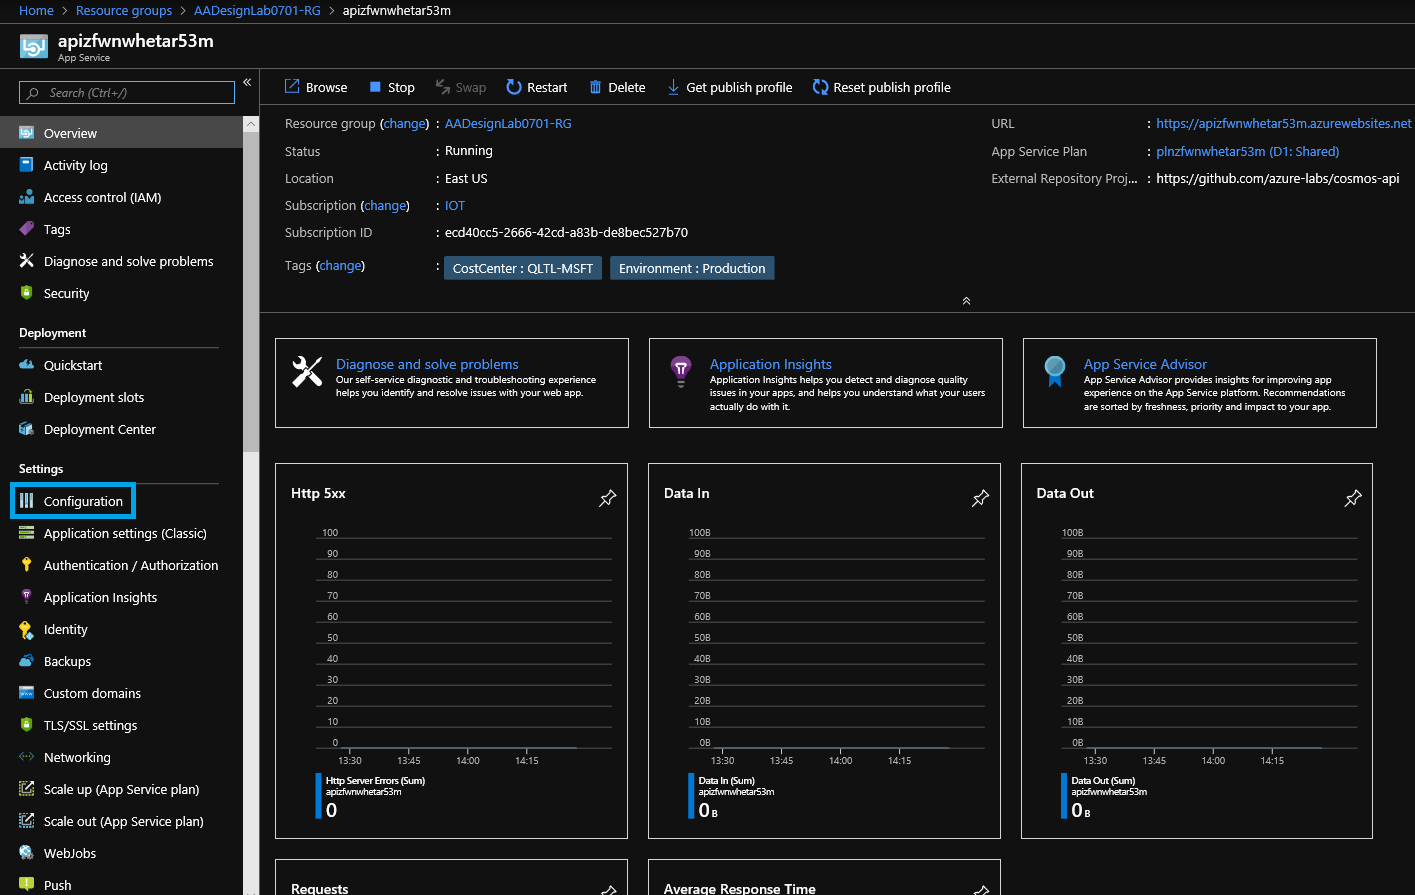 Home > Resource groups > AADesignLab0701-RG > apizfwnwhetar53m
apizfwnwhetar53m
App Service
Search (Ctrl+/)
«
Overview
Activity log
Access control (IAM)
Tags
Diagnose and solve problems
Security
Deployment
Quickstart
Deployment slots
Deployment Center
Settings
Configuration
Application settings (Classic)
Authentication / Authorization
Application Insights
Identity
Backups
Custom domains
TLS/SSL settings
Networking
Scale up (App Service plan)
Scale out (App Service plan)
WebJobs
Push
Browse Stop Swap Restart Delete Get publish profile Reset publish profile
Resource group (change) : AADesignLab0701-RG
Status : Running
Location : East US
Subscription (change) : IOT
Subscription ID : ecd40cc5-2666-42cd-a83b-de8bec527b70
Tags (change) : CostCenter : QLTL-MSFT Environment : Production
URL : https://apizfwnwhetar53m.azurewebsites.net
App Service Plan : plnzfwnwhetar53m (D1: Shared)
External Repository Proj... : https://github.com/azure-labs/cosmos-api
Diagnose and solve problems
Our self-service diagnostic and troubleshooting experience
helps you identify and resolve issues with your web app.
Application Insights
Application Insights helps you detect and diagnose quality
issues in your apps, and helps you understand what your users
actually do with it.
App Service Advisor
App Service Advisor provides insights for improving app
experience on the App Service platform. Recommendations
are sorted by freshness, priority and impact to your app.
Http 5xx
100
90
80
70
60
50
40
30
20
10
0
13:30 13:45 14:00 14:15
Http Server Errors (Sum)
apizfwnwhetar53m
0
Data In
100B
90B
80B
70B
60B
50B
40B
30B
20B
10B
0B
13:30 13:45 14:00 14:15
Data In (Sum)
apizfwnwhetar53m
0 B
Data Out
100B
90B
80B
70B
60B
50B
40B
30B
20B
10B
0B
13:30 13:45 14:00 14:15
Data Out (Sum)
apizfwnwhetar53m
0 B
Requests
Average Response Time